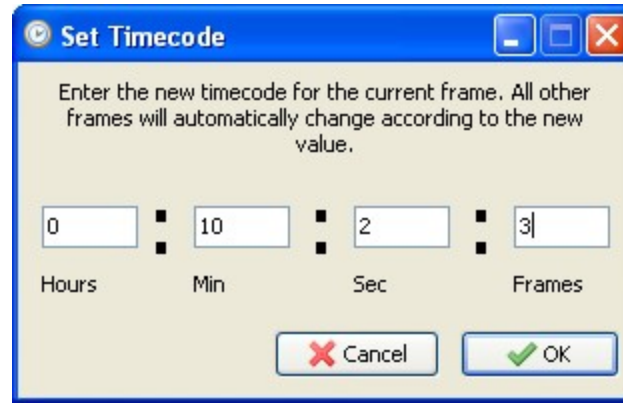 Set Timecode
Enter the new timecode for the current frame. All other
frames will automatically change according to the new
value.
0 : 10 : 2 : 3
Hours Min Sec Frames
Cancel OK